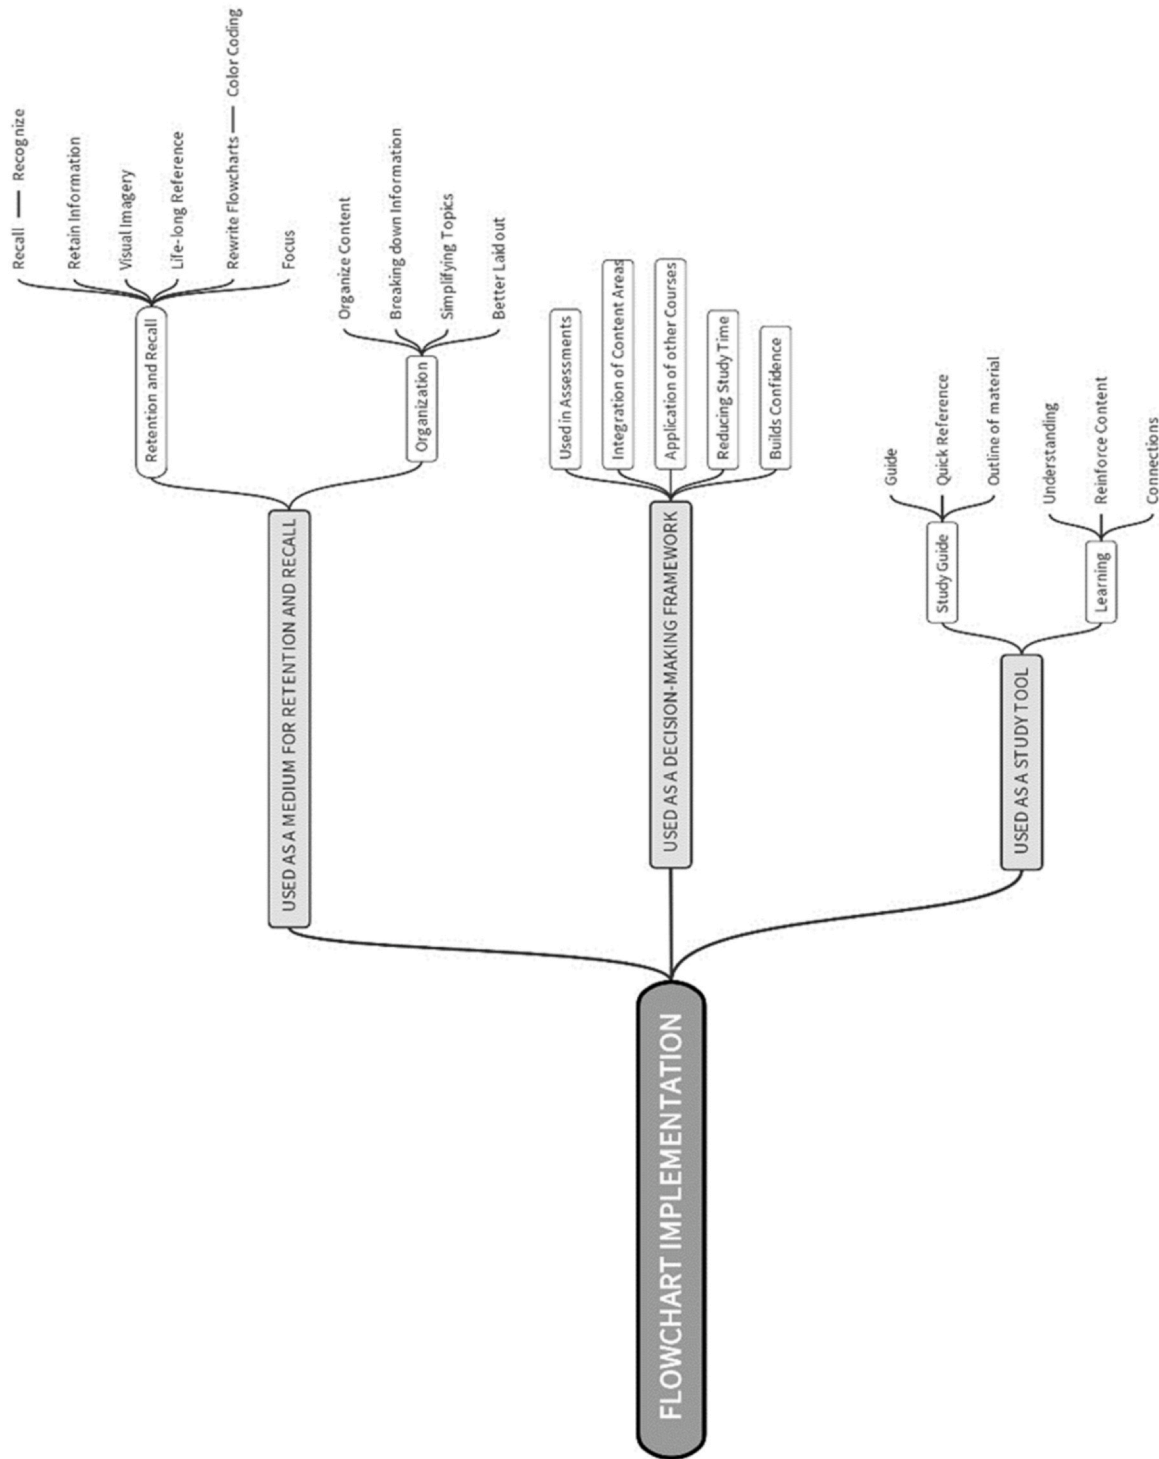 FLOWCHART IMPLEMENTATION
USED AS A MEDIUM FOR RETENTION AND RECALL
Retention and Recall
Recall
Recognize
Retain Information
Visual Imagery
Life-long Reference
Rewrite Flowcharts
Color Coding
Focus
Organization
Organize Content
Breaking down Information
Simplifying Topics
Better Laid out
USED AS A DECISION-MAKING FRAMEWORK
Used in Assessments
Integration of Content Areas
Application of other Courses
Reducing Study Time
Builds Confidence
USED AS A STUDY TOOL
Study Guide
Guide
Quick Reference
Outline of material
Learning
Understanding
Reinforce Content
Connections